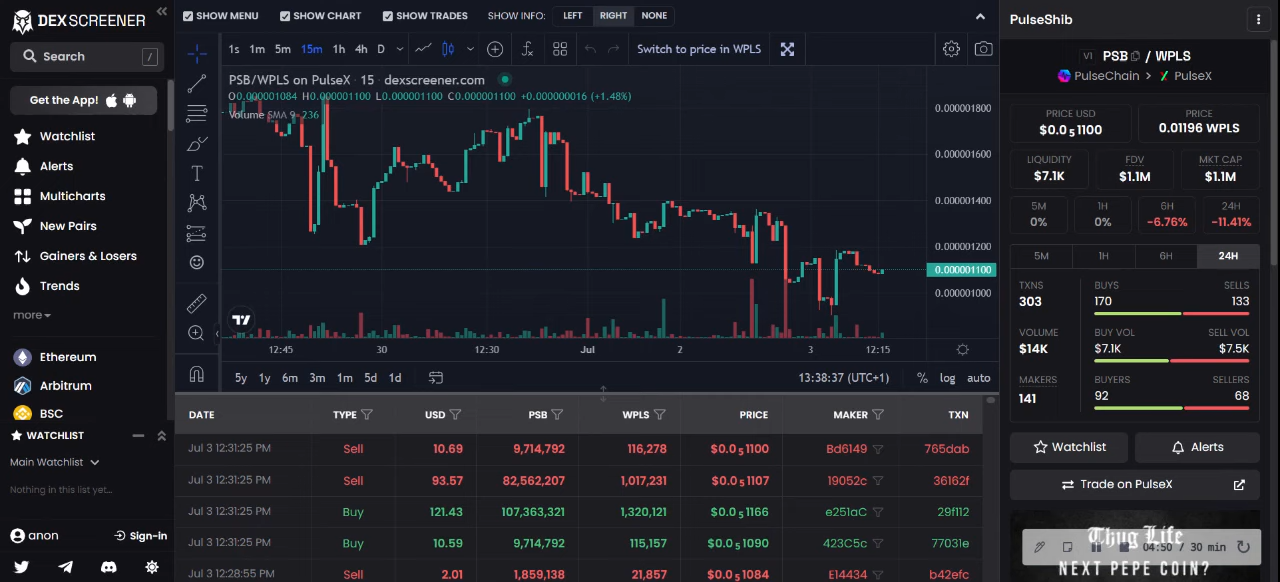 DEX SCREENER
Search
/
Get the App!
Watchlist
Alerts
Multicharts
New Pairs
Gainers & Losers
Trends
more
Ethereum
Arbitrum
BSC
WATCHLIST
Main Watchlist
Nothing in this list yet...
anon
Sign-in
SHOW MENU SHOW CHART SHOW TRADES SHOW INFO: LEFT RIGHT NONE
1s 1m 5m 15m 1h 4h D Switch to price in WPLS
PSB/WPLS on PulseX · 15 · dexscreener.com
O0.000001084 H0.000001100 L0.000001100 C0.000001100 +0.000000016 (+1.48%)
Volume SMA 9 236
0.000001800
0.000001600
0.000001400
0.000001200
0.000001100
0.000001000
12:45 30 12:30 Jul 2 3 12:15
5y 1y 6m 3m 1m 5d 1d 13:38:37 (UTC+1) % log auto
DATE TYPE USD PSB WPLS PRICE MAKER TXN
Jul 3 12:31:25 PM Sell 10.69 9,714,792 116,278 $0.0₅1100 Bd6149 765dab
Jul 3 12:31:25 PM Sell 93.57 82,562,207 1,017,231 $0.0₅1107 19052c 36162f
Jul 3 12:31:25 PM Buy 121.43 107,363,321 1,320,121 $0.0₅1166 e251aC 29f112
Jul 3 12:31:25 PM Buy 10.59 9,714,792 115,157 $0.0₅1090 423C5c 77031e
Jul 3 12:28:55 PM Sell 2.01 1,859,138 21,857 $0.0₅1084 E14434 b42efc
PulseShib
V1 PSB / WPLS
PulseChain > PulseX
PRICE USD PRICE
$0.0₅1100 0.01196 WPLS
LIQUIDITY FDV MKT CAP
$7.1K $1.1M $1.1M
5M 1H 6H 24H
0% 0% -6.76% -11.41%
5M 1H 6H 24H
TXNS BUYS SELLS
303 170 133
VOLUME BUY VOL SELL VOL
$14K $7.1K $7.5K
MAKERS BUYERS SELLERS
141 92 68
Watchlist Alerts
Trade on PulseX
Thug Life
04:50 / 30 min
NEXT PEPE COIN?